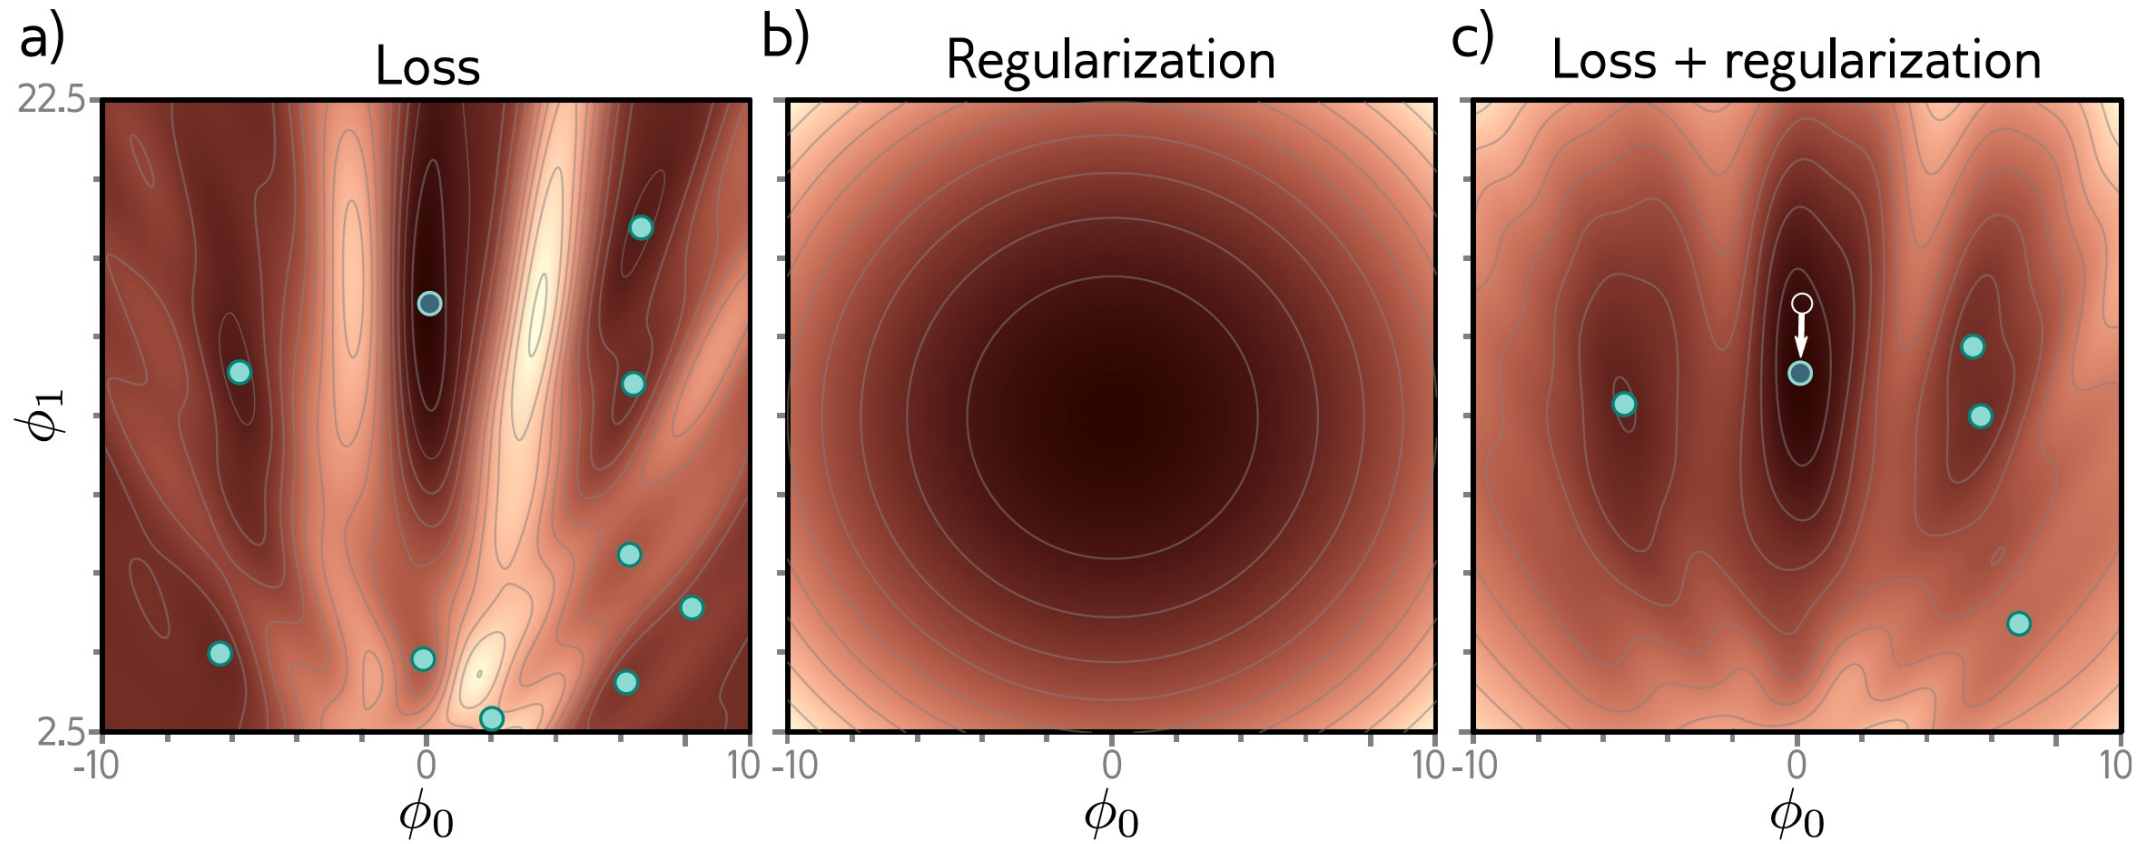 a)
Loss
b)
Regularization
c)
Loss + regularization
22.5
ϕ1
2.5
-10
0
10
ϕ0
-10
0
10
ϕ0
-10
0
10
ϕ0